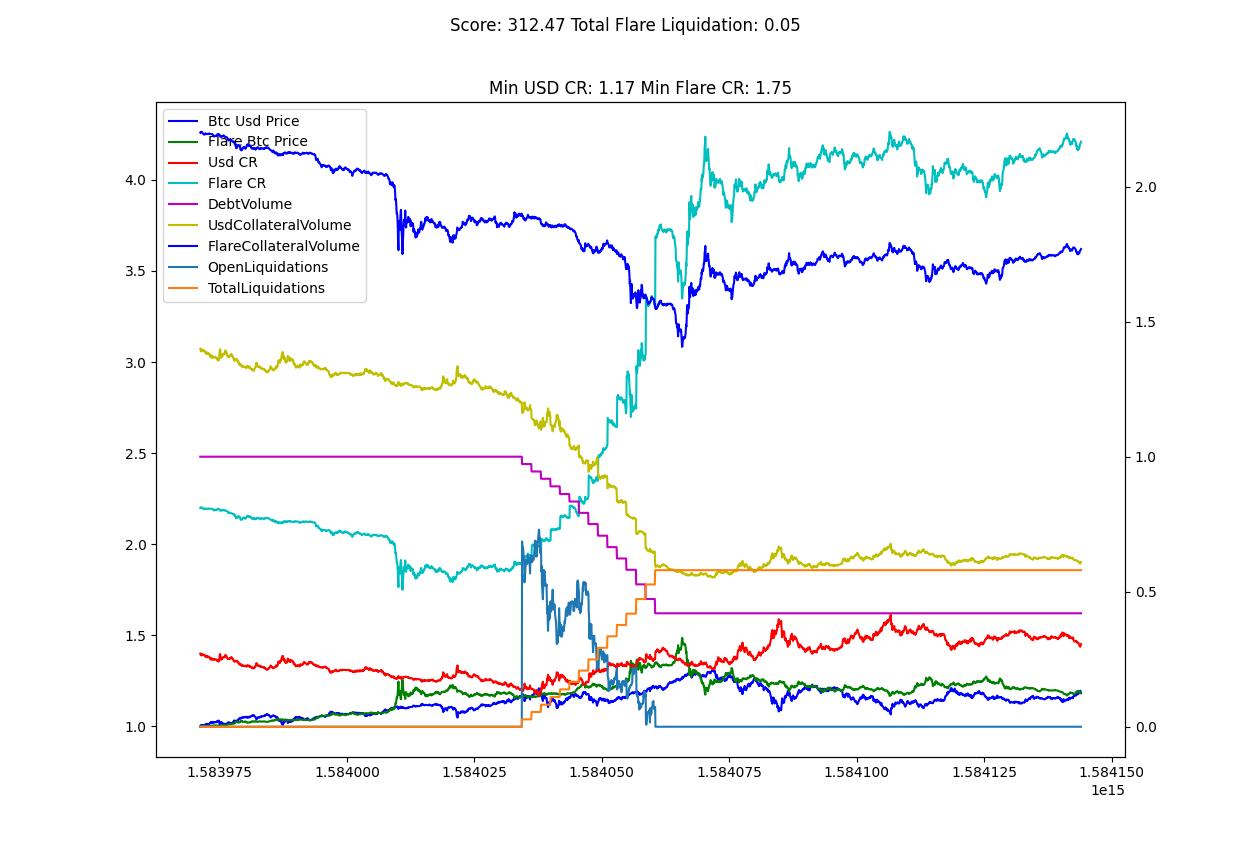 Score: 312.47 Total Flare Liquidation: 0.05
Min USD CR: 1.17 Min Flare CR: 1.75
Btc Usd Price
Flare Btc Price
Usd CR
Flare CR
DebtVolume
UsdCollateralVolume
FlareCollateralVolume
OpenLiquidations
TotalLiquidations
4.0
3.5
3.0
2.5
2.0
1.5
1.0
2.0
1.5
1.0
0.5
0.0
1.583975 1.584000 1.584025 1.584050 1.584075 1.584100 1.584125 1.584150
1e15